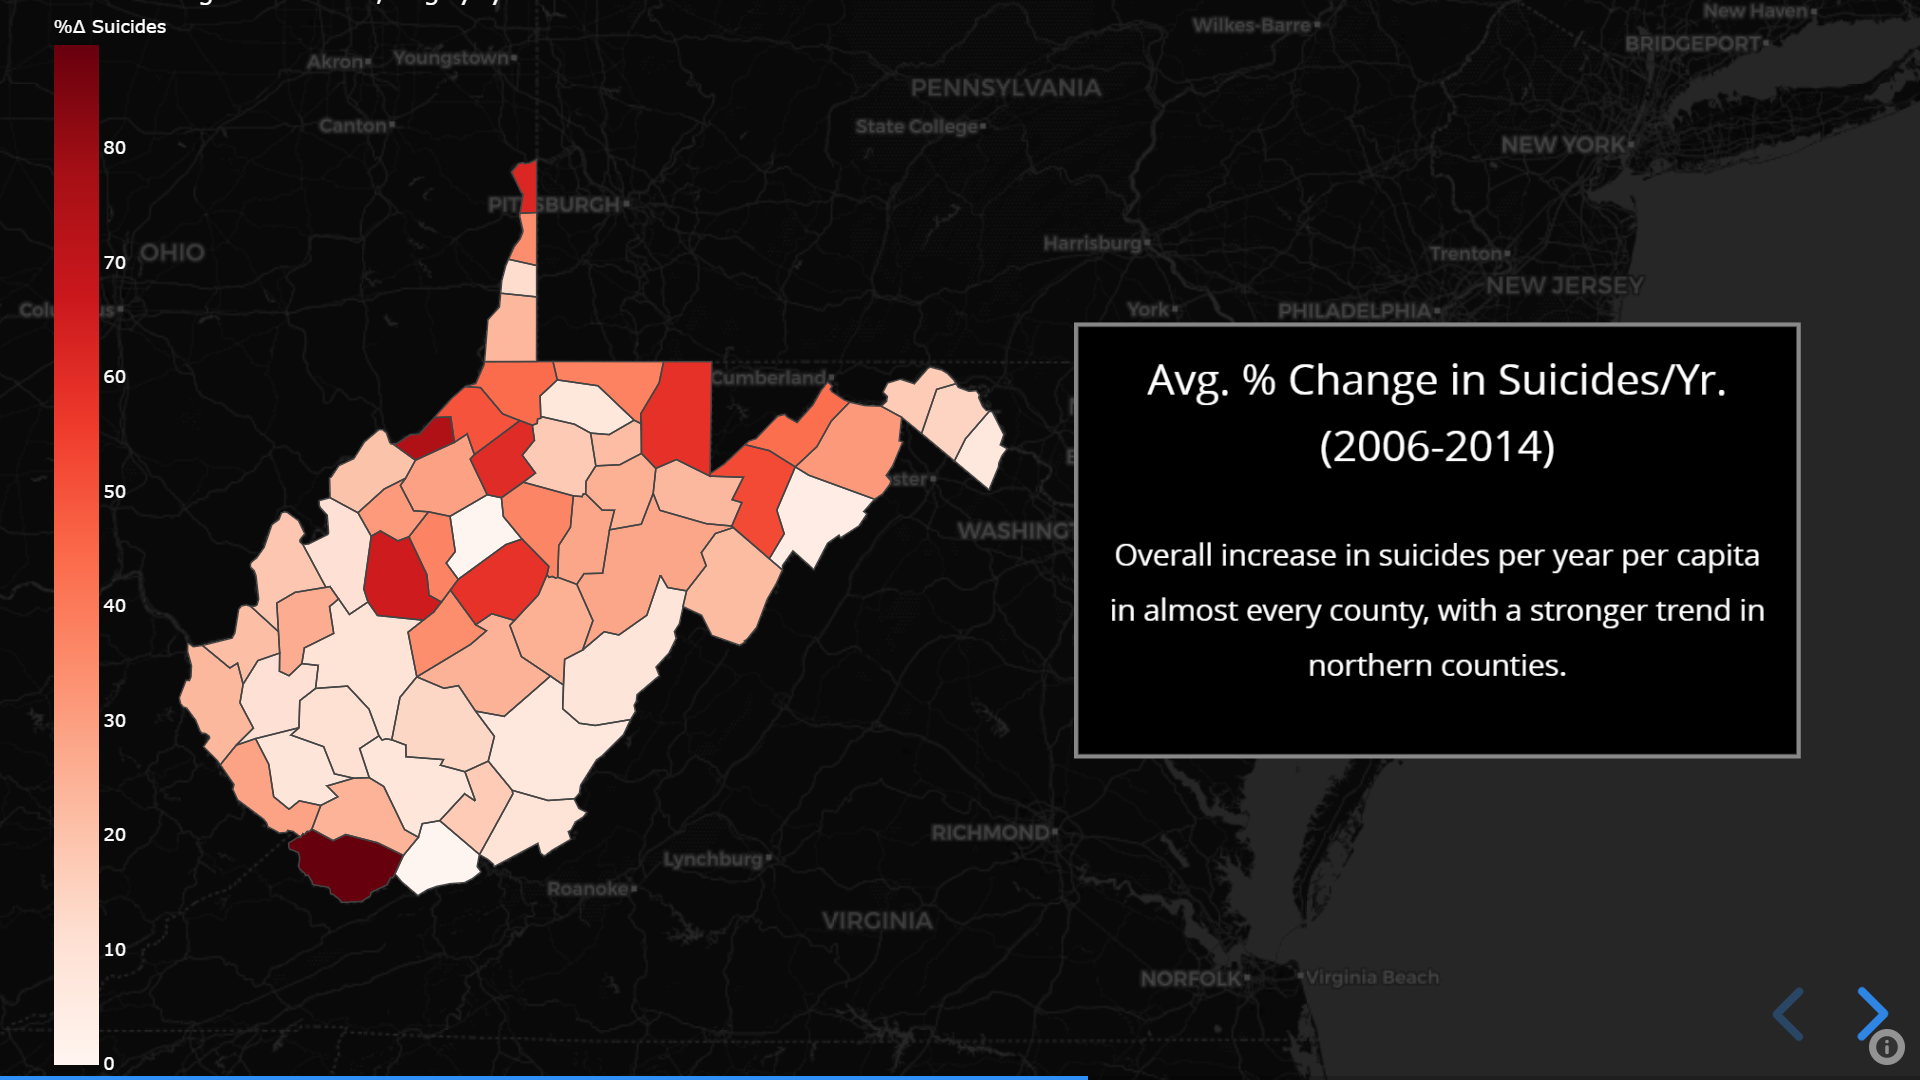 %Δ Suicides
80
70
60
50
40
30
20
10
0
Wilkes-Barre
New Haven
BRIDGEPORT
Akron
Youngstown
PENNSYLVANIA
Canton
State College
NEW YORK
PITTSBURGH
OHIO
Harrisburg
Trenton
NEW JERSEY
York
PHILADELPHIA
Cumberland
WASHINGT
RICHMOND
Lynchburg
Roanoke
VIRGINIA
NORFOLK
Virginia Beach
Avg. % Change in Suicides/Yr.
(2006-2014)
Overall increase in suicides per year per capita
in almost every county, with a stronger trend in
northern counties.